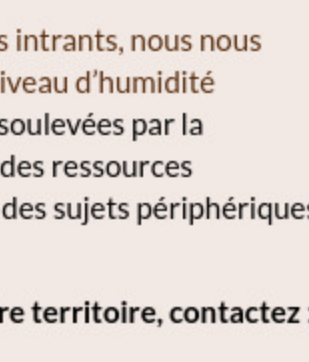 s intrants, nous nous
iveau d'humidité
soulevées par la
des ressources
des sujets périphériques
re territoire, contactez